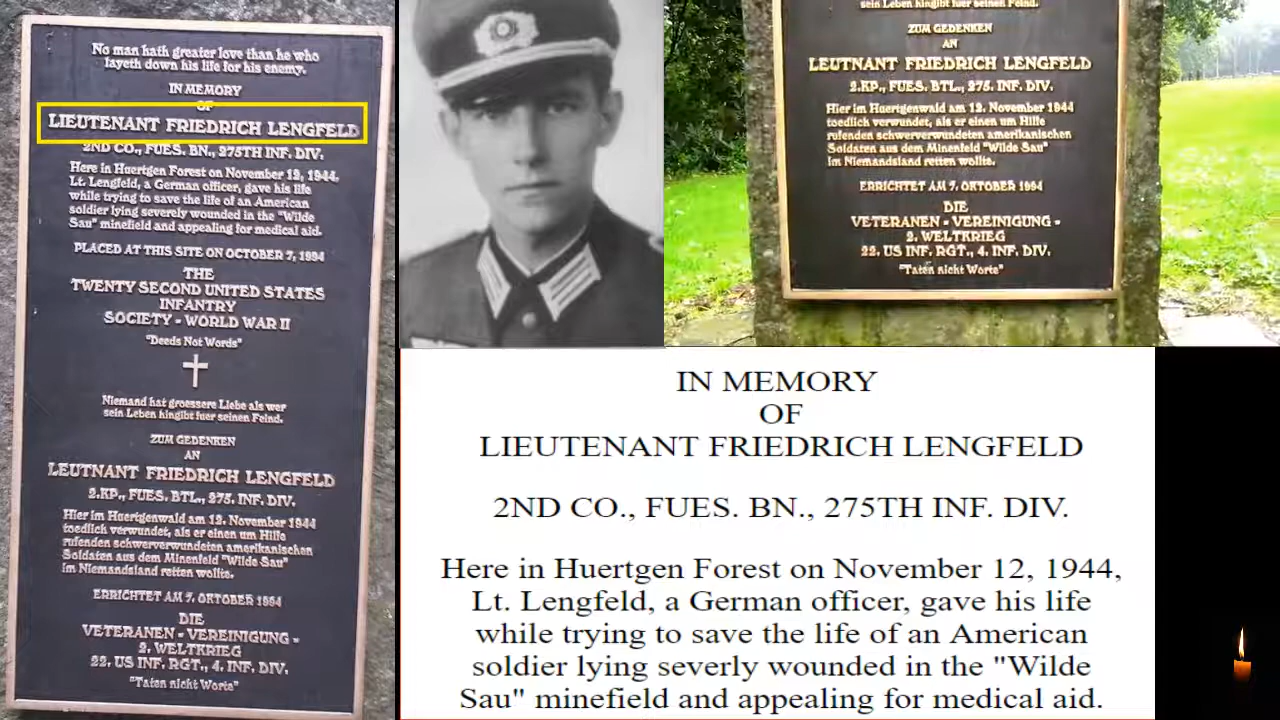 No man hath greater love than he who
layeth down his life for his enemy.
IN MEMORY
OF
LIEUTENANT FRIEDRICH LENGFELD
2ND CO., FUES. BN., 275TH INF. DIV.
Here in Huertgen Forest on November 12, 1944,
Lt. Lengfeld, a German officer, gave his life
while trying to save the life of an American
soldier lying severely wounded in the "Wilde
Sau" minefield and appealing for medical aid.
PLACED AT THIS SITE ON OCTOBER 7, 1994
THE
TWENTY SECOND UNITED STATES
INFANTRY
SOCIETY - WORLD WAR II
"Deeds Not Words"
Niemand hat groessere Liebe als wer
sein Leben hingibt fuer seinen Feind.
ZUM GEDENKEN
AN
LEUTNANT FRIEDRICH LENGFELD
2.KP., FUES. BTL., 275. INF. DIV.
Hier im Huertgenwald am 12. November 1944
toedlich verwundet, als er einen um Hilfe
rufenden schwerverwundeten amerikanischen
Soldaten aus dem Minenfeld "Wilde Sau"
im Niemandsland retten wollte.
ERRICHTET AM 7. OKTOBER 1994
DIE
VETERANEN - VEREINIGUNG -
2. WELTKRIEG
22. US INF. RGT., 4. INF. DIV.
"Taten nicht Worte"
sein Leben hingibt fuer seinen Feind.
ZUM GEDENKEN
AN
LEUTNANT FRIEDRICH LENGFELD
2.KP., FUES. BTL., 275. INF. DIV.
Hier im Huertgenwald am 12. November 1944
toedlich verwundet, als er einen um Hilfe
rufenden schwerverwundeten amerikanischen
Soldaten aus dem Minenfeld "Wilde Sau"
im Niemandsland retten wollte.
ERRICHTET AM 7. OKTOBER 1994
DIE
VETERANEN - VEREINIGUNG -
2. WELTKRIEG
22. US INF. RGT., 4. INF. DIV.
"Taten nicht Worte"
IN MEMORY
OF
LIEUTENANT FRIEDRICH LENGFELD
2ND CO., FUES. BN., 275TH INF. DIV.
Here in Huertgen Forest on November 12, 1944,
Lt. Lengfeld, a German officer, gave his life
while trying to save the life of an American
soldier lying severly wounded in the "Wilde
Sau" minefield and appealing for medical aid.